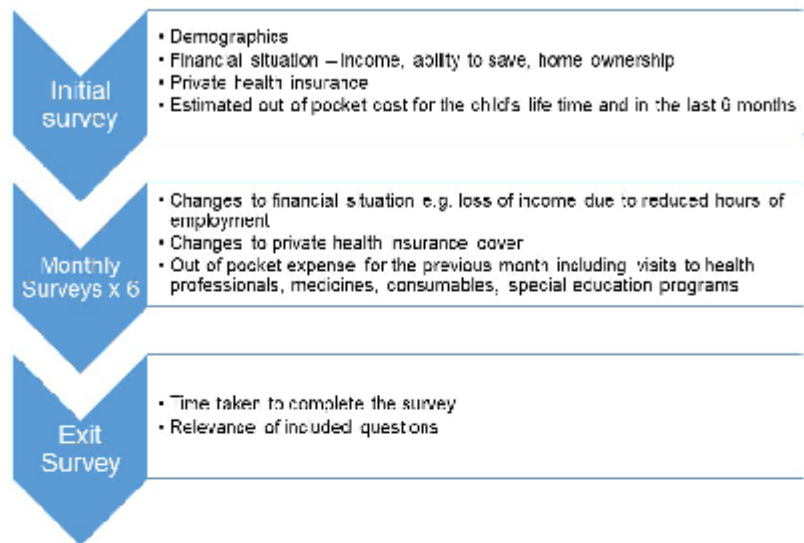 Initial
survey
• Demographics
• Financial situation – income, ability to save, home ownership
• Private health insurance
• Estimated out of pocket cost for the child's life time and in the last 6 months
Monthly
Surveys x 6
• Changes to financial situation e.g. loss of income due to reduced hours of
employment
• Changes to private health insurance cover
• Out of pocket expense for the previous month including visits to health
professionals, medicines, consumables, special education programs
Exit
Survey
• Time taken to complete the survey
• Relevance of included questions